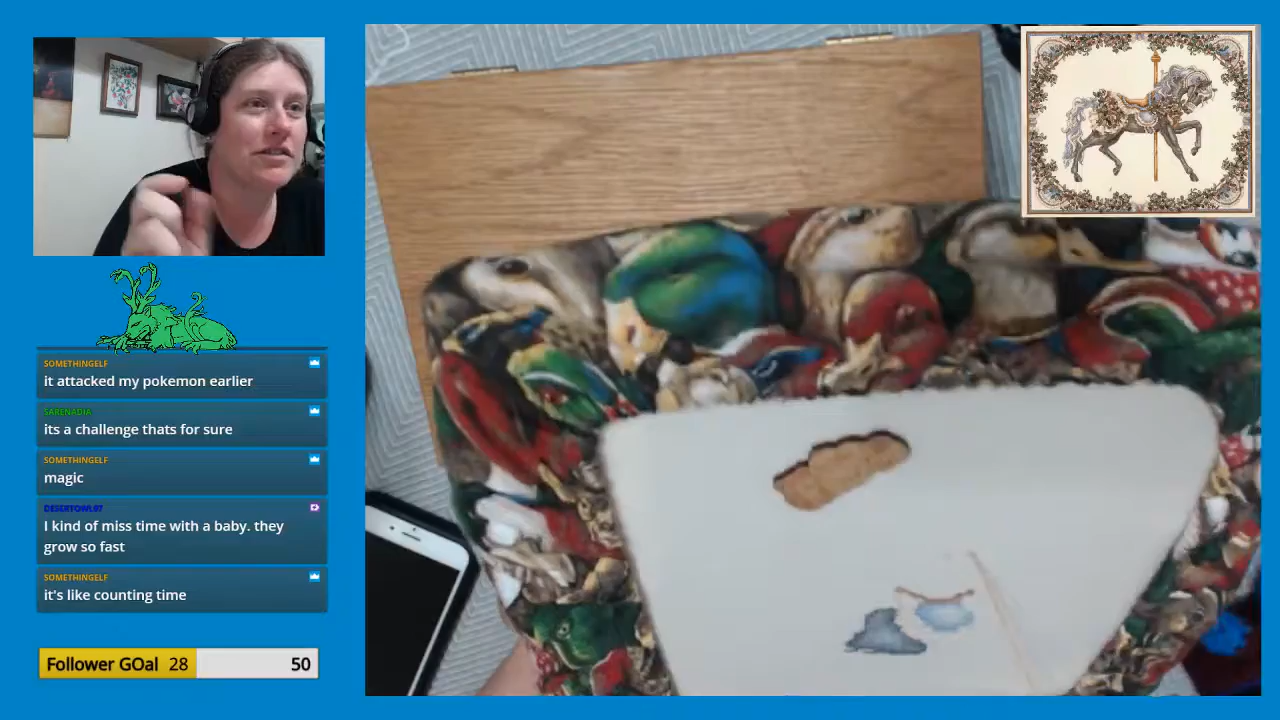 SOMETHINGELF
it attacked my pokemon earlier
SARENADIA
its a challenge thats for sure
SOMETHINGELF
magic
DESERTOWL87
I kind of miss time with a baby. they
grow so fast
SOMETHINGELF
it's like counting time
Follower GOal 28 50